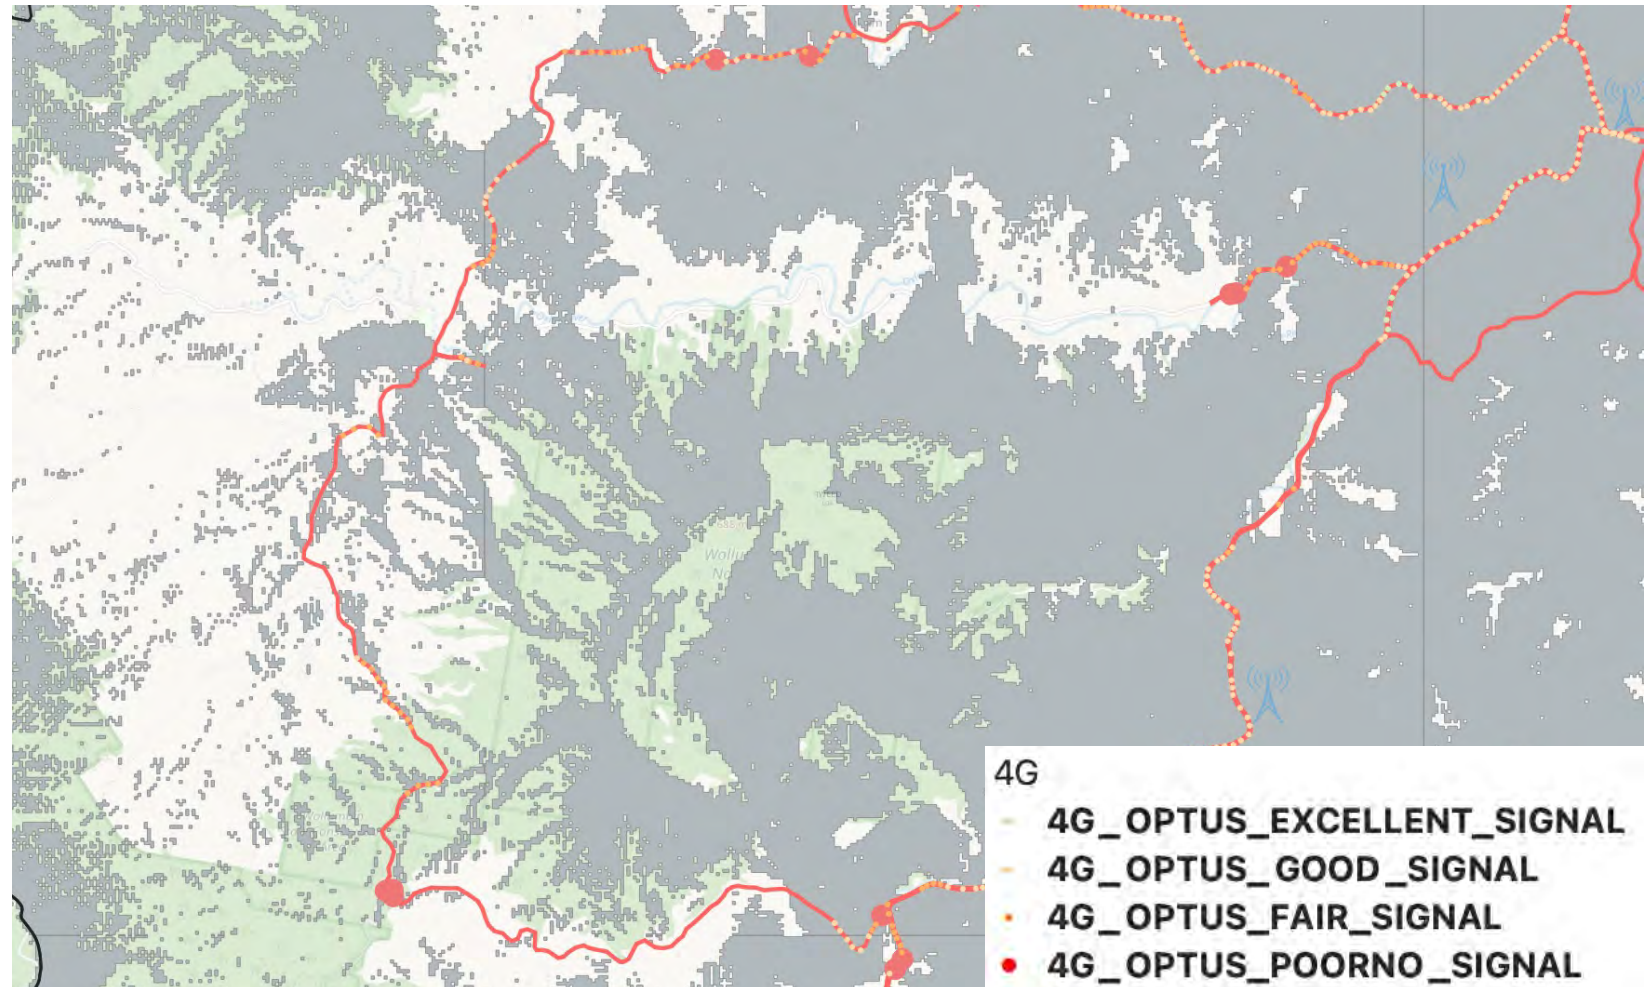 4G
4G_OPTUS_EXCELLENT_SIGNAL
4G_OPTUS_GOOD_SIGNAL
4G_OPTUS_FAIR_SIGNAL
4G_OPTUS_POORNO_SIGNAL